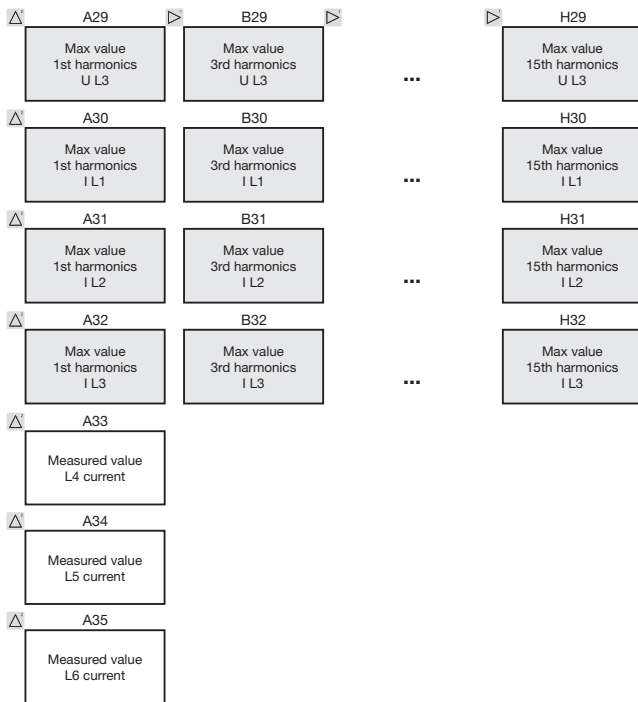 A29 B29 H29
Max value Max value Max value
1st harmonics 3rd harmonics 15th harmonics
U L3 U L3 ... U L3
A30 B30 H30
Max value Max value Max value
1st harmonics 3rd harmonics 15th harmonics
I L1 I L1 ... I L1
A31 B31 H31
Max value Max value Max value
1st harmonics 3rd harmonics 15th harmonics
I L2 I L2 ... I L2
A32 B32 H32
Max value Max value Max value
1st harmonics 3rd harmonics 15th harmonics
I L3 I L3 ... I L3
A33
Measured value
L4 current
A34
Measured value
L5 current
A35
Measured value
L6 current